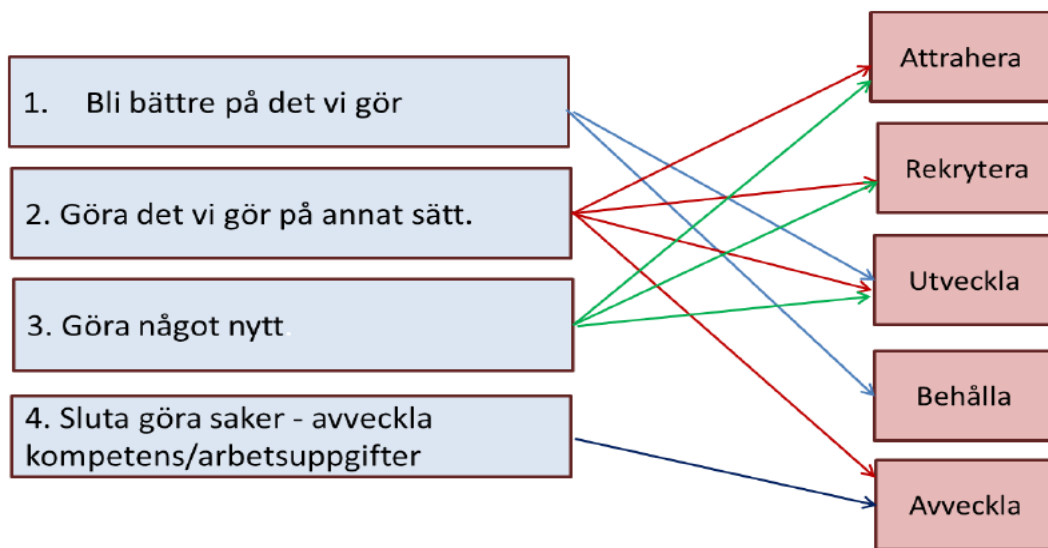 1. Bli bättre på det vi gör
2. Göra det vi gör på annat sätt.
3. Göra något nytt.
4. Sluta göra saker - avveckla
kompetens/arbetsuppgifter
Attrahera
Rekrytera
Utveckla
Behålla
Avveckla